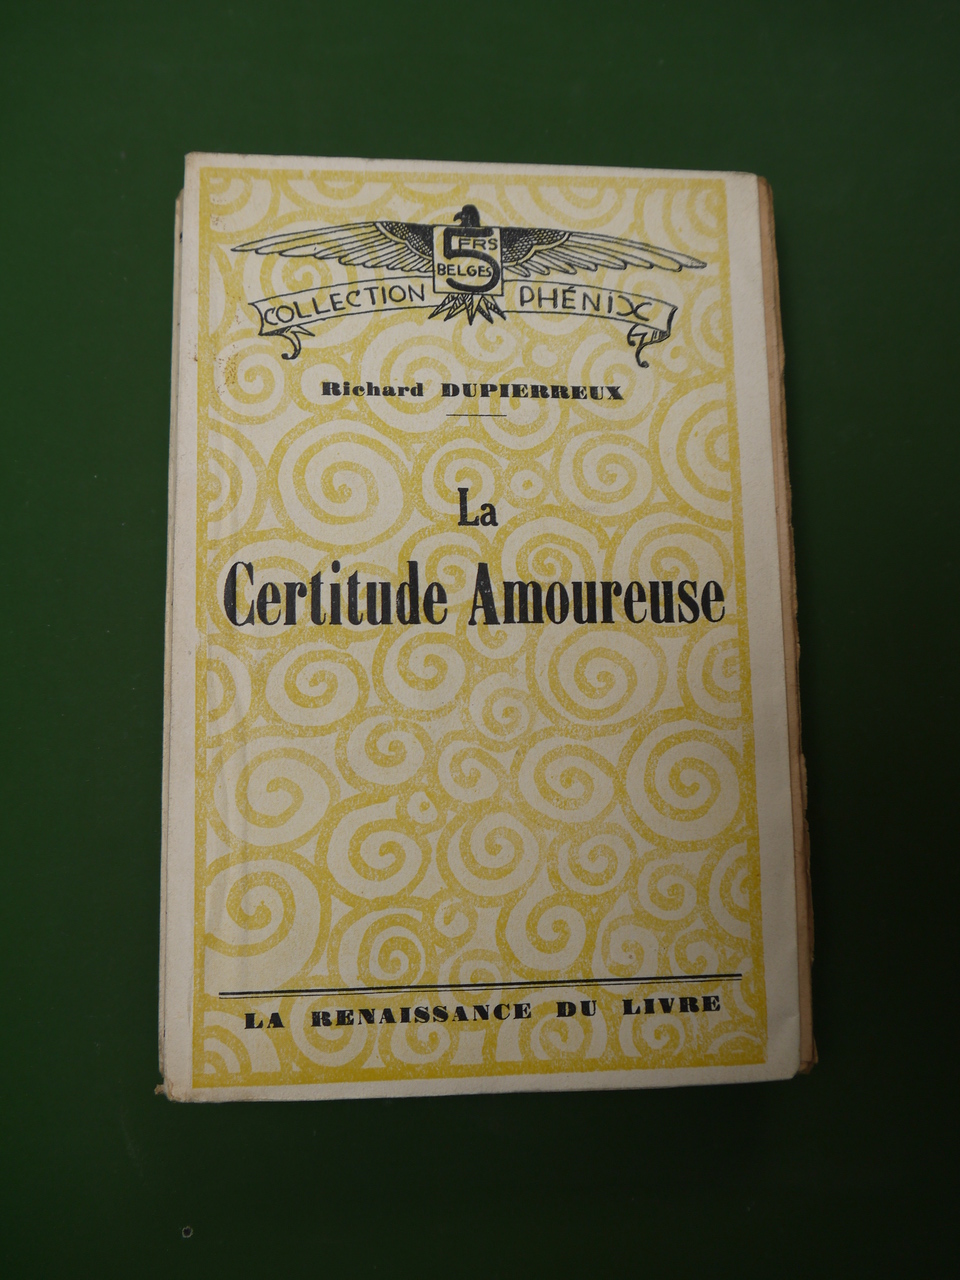 5 FRS
BELGES
COLLECTION PHÉNIX
Richard DUPIERREUX
La
Certitude Amoureuse
LA RENAISSANCE DU LIVRE